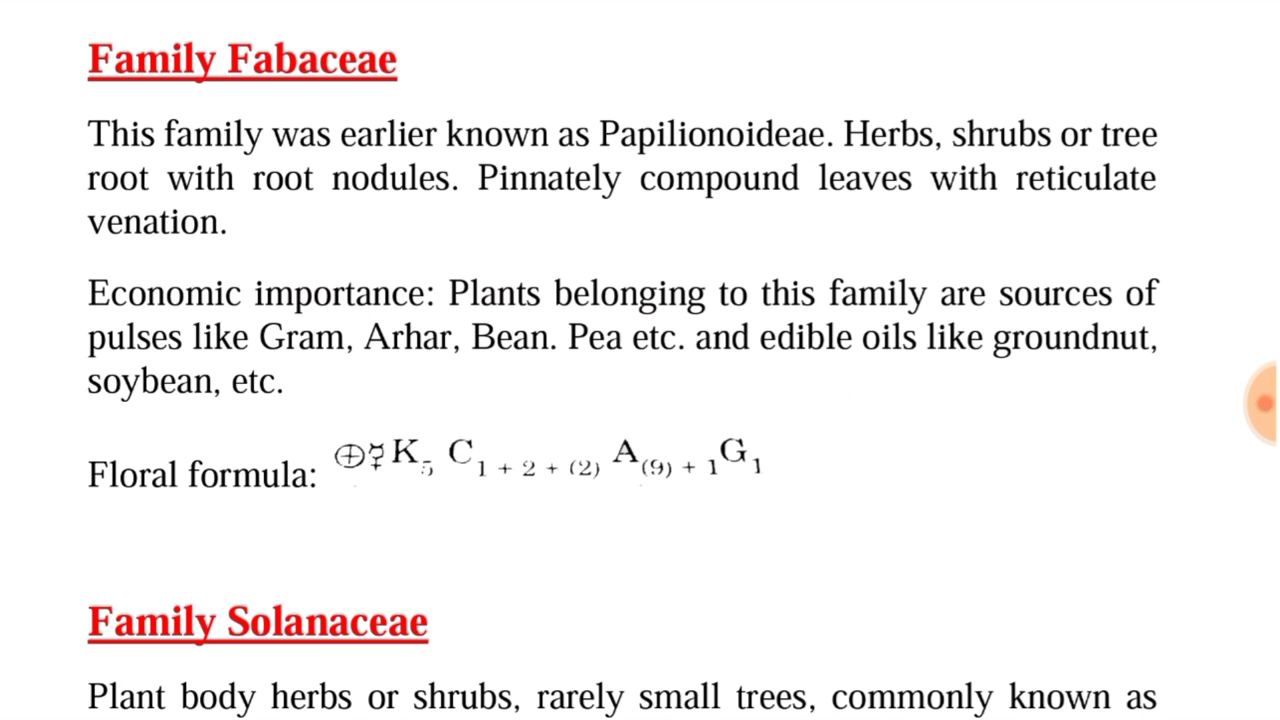 Family Fabaceae
This family was earlier known as Papilionoideae. Herbs, shrubs or tree
root with root nodules. Pinnately compound leaves with reticulate
venation.
Economic importance: Plants belonging to this family are sources of
pulses like Gram, Arhar, Bean. Pea etc. and edible oils like groundnut,
soybean, etc.
Floral formula: ⊕☿K₅ C₁ ₊ ₂ ₊ ₍₂₎ A₍₉₎ ₊ ₁G₁
Family Solanaceae
Plant body herbs or shrubs, rarely small trees, commonly known as